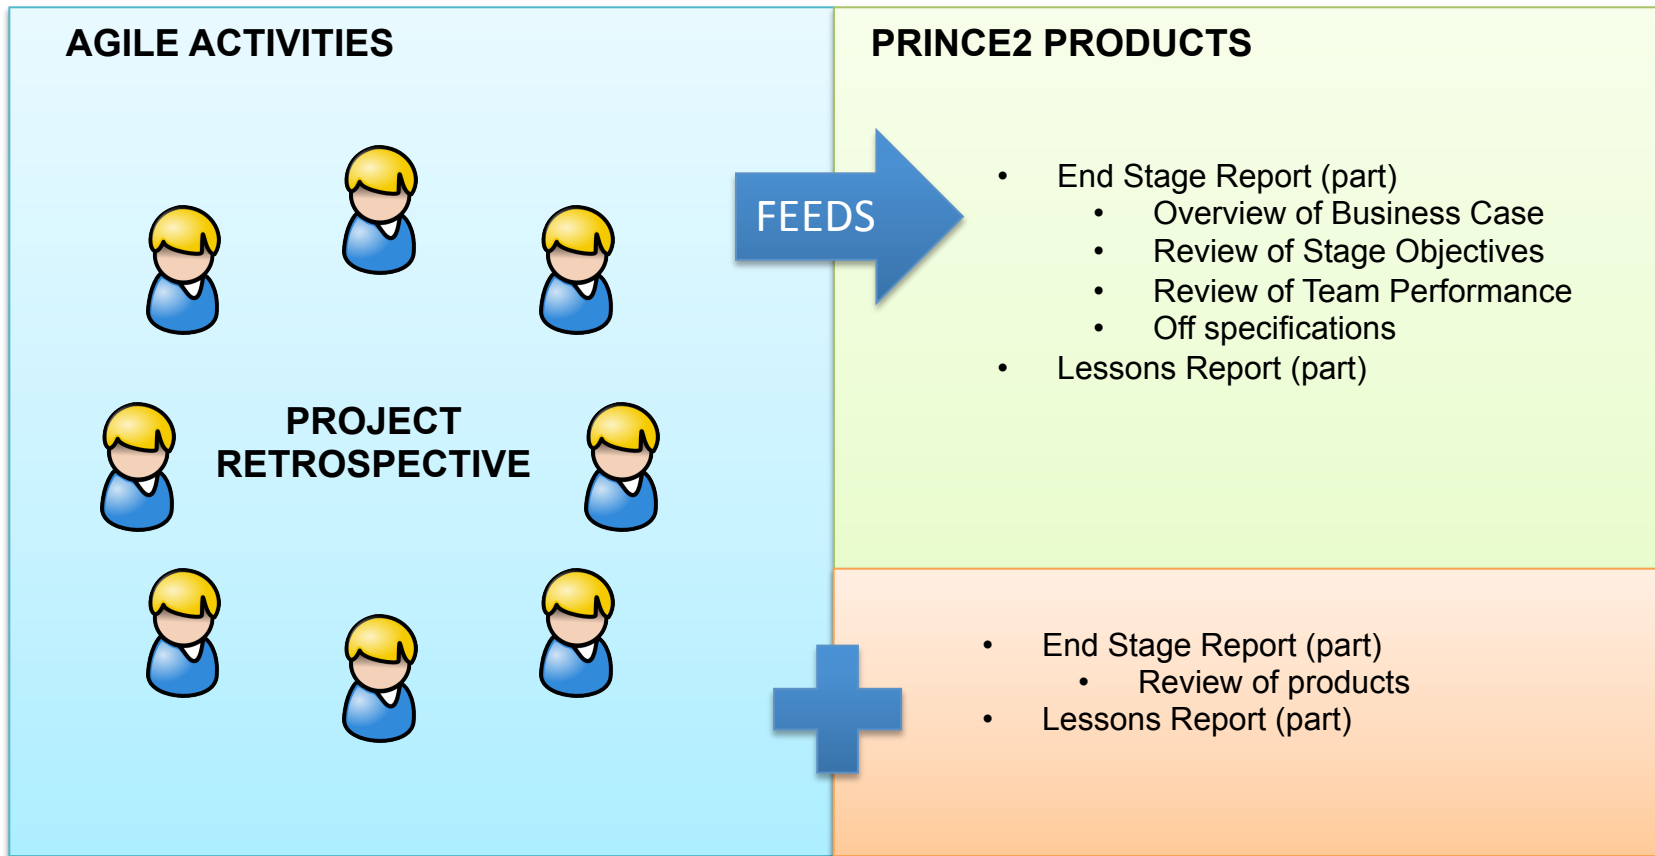 AGILE ACTIVITIES
PROJECT
RETROSPECTIVE
FEEDS
PRINCE2 PRODUCTS
• End Stage Report (part)
• Overview of Business Case
• Review of Stage Objectives
• Review of Team Performance
• Off specifications
• Lessons Report (part)
• End Stage Report (part)
• Review of products
• Lessons Report (part)